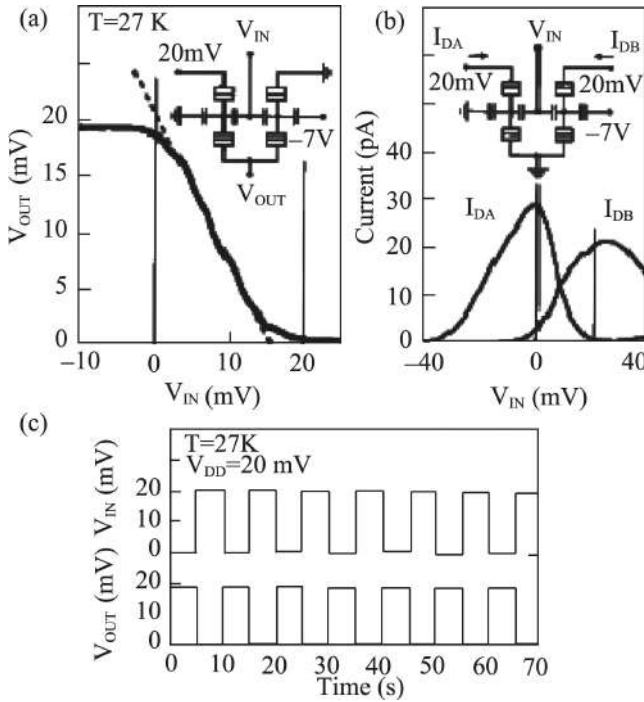 (a)
T=27 K
V_IN
20mV
–7V
V_OUT
V_OUT (mV)
20
15
10
5
0
–10
0
10
20
V_IN (mV)
(b)
I_DA
V_IN
I_DB
20mV
20mV
–7V
Current (pA)
40
30
20
10
0
I_DA
I_DB
–40
0
40
V_IN (mV)
(c)
T=27K
V_DD=20 mV
V_IN (mV)
20
0
V_OUT (mV)
20
10
0
0 10 20 30 40 50 60 70
Time (s)